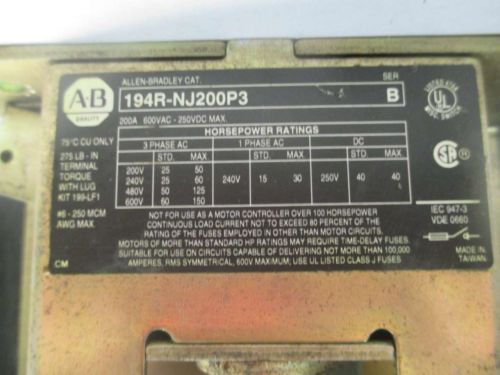 A-B
QUALITY
ALLEN-BRADLEY CAT.
SER
194R-NJ200P3
B
200A 600VAC - 250VDC MAX.
LISTED
UL
75°C CU ONLY
275 LB - IN
TERMINAL
TORQUE
WITH LUG
KIT 199-LF1
#6 - 250 MCM
AWG MAX.
HORSEPOWER RATINGS
3 PHASE AC 1 PHASE AC DC
STD. MAX. STD. MAX. STD. MAX.
200V 25 50
240V 25 60 240V 15 30 250V 40 40
480V 50 125
600V 60 150
IEC 947-3
VDE 0660
NOT FOR USE AS A MOTOR CONTROLLER OVER 100 HORSEPOWER
CONTINUOUS LOAD CURRENT NOT TO EXCEED 80 PERCENT OF THE
RATING OF THE FUSES EMPLOYED IN OTHER THAN MOTOR CIRCUITS.
MOTORS OF MORE THAN STANDARD HP RATINGS MAY REQUIRE TIME-DELAY FUSES.
SUITABLE FOR USE ON CIRCUITS CAPABLE OF DELIVERING NOT MORE THAN 100,000
AMPERES, RMS SYMMETRICAL, 600V MAXIMUM; USE UL LISTED CLASS J FUSES
MADE IN
TAIWAN
CM